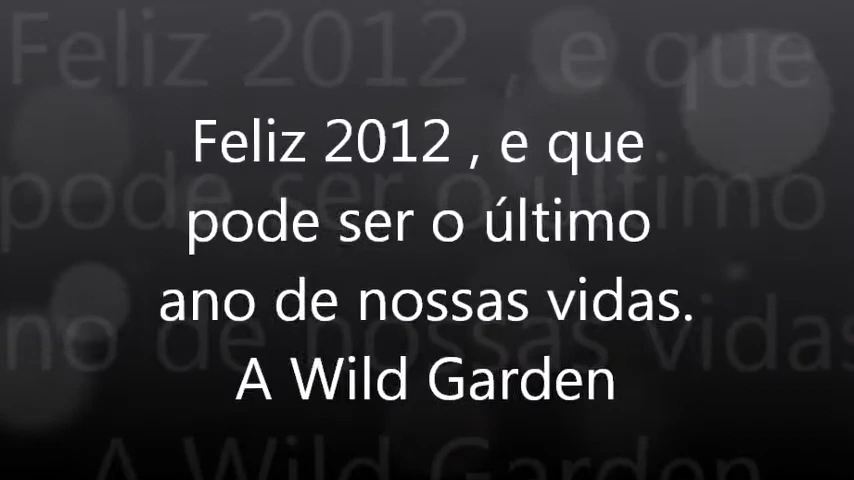 Feliz 2012 , e que
pode ser o último
ano de nossas vidas.
A Wild Garden